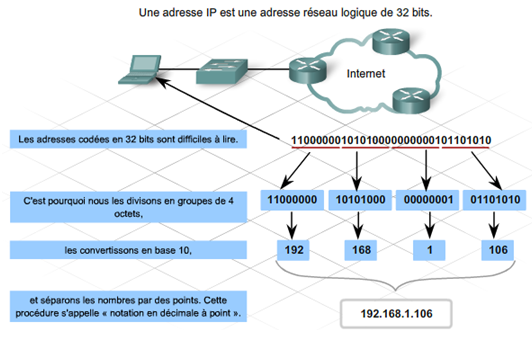 Une adresse IP est une adresse réseau logique de 32 bits.
Internet
Les adresses codées en 32 bits sont difficiles à lire.
11000000101010000000000101101010
C'est pourquoi nous les divisons en groupes de 4
octets,
11000000
10101000
00000001
01101010
les convertissons en base 10,
192
168
1
106
et séparons les nombres par des points. Cette
procédure s'appelle « notation en décimale à point ».
192.168.1.106